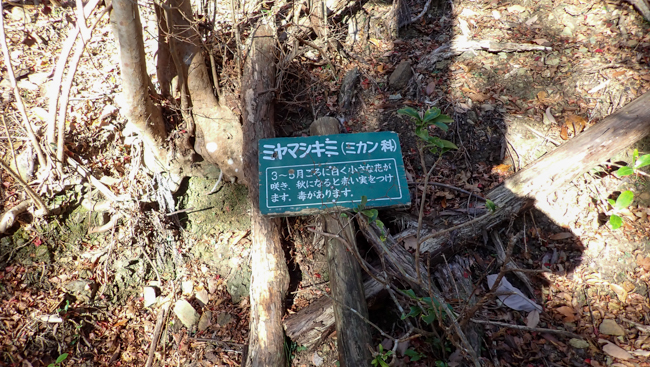 ミヤマシキミ(ミカン科)
3〜5月ごろに白く小さな花が
咲き、秋になると赤い実をつけ
ます。毒があります。